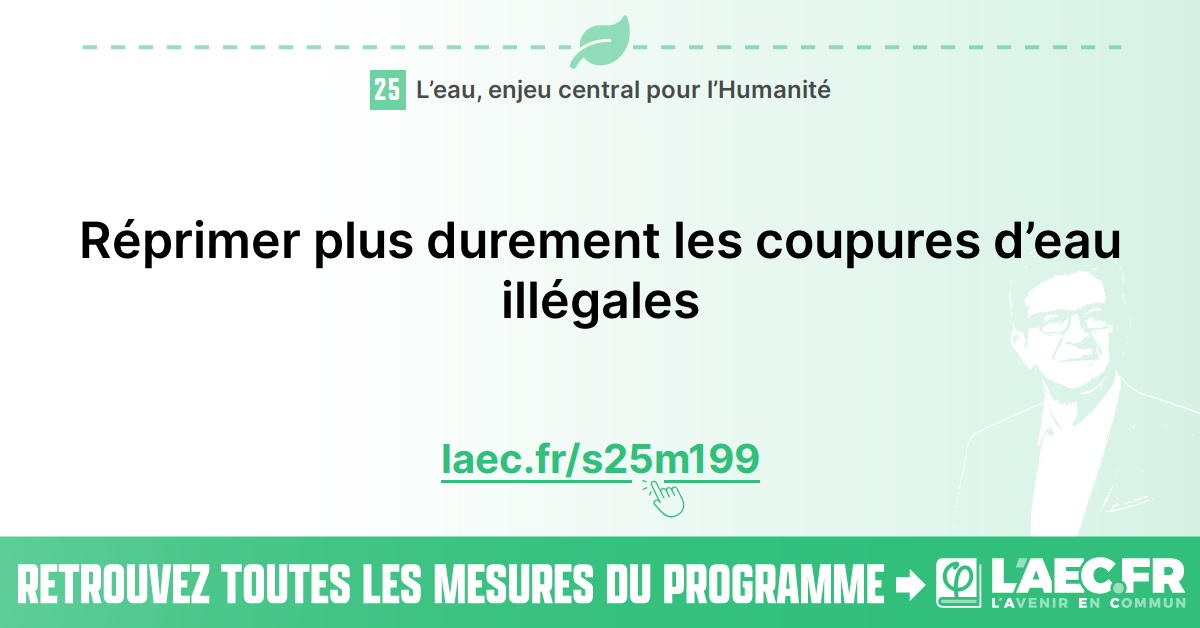 25 L’eau, enjeu central pour l’Humanité
Réprimer plus durement les coupures d’eau
illégales
laec.fr/s25m199
RETROUVEZ TOUTES LES MESURES DU PROGRAMME
φ L'AEC.FR
L'AVENIR EN COMMUN